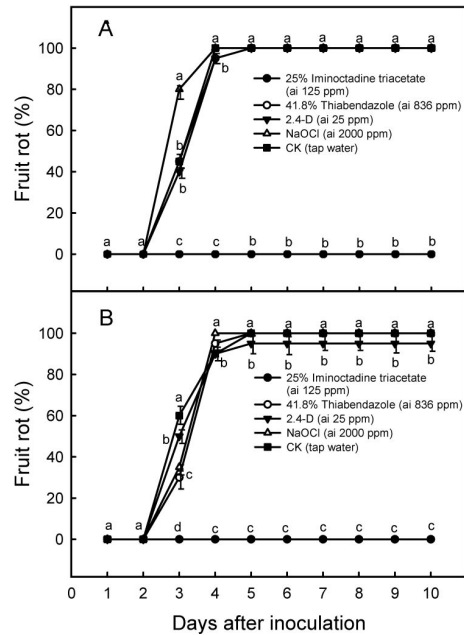 A
a
100
Fruit rot (%)
80
60
40
20
0
25% Iminoctadine triacetate
(ai 125 ppm)
41.8% Thiabendazole (ai 836 ppm)
2.4-D (ai 25 ppm)
NaOCl (ai 2000 ppm)
CK (tap water)
a a a a a a a
b
a
b
b
a a c c b b b b b b
B
100
Fruit rot (%)
80
60
40
20
0
a a a a a a a
b b b b b b b
25% Iminoctadine triacetate
(ai 125 ppm)
41.8% Thiabendazole (ai 836 ppm)
2.4-D (ai 25 ppm)
NaOCl (ai 2000 ppm)
CK (tap water)
a
b
c
a a d c c c c c c c
0 1 2 3 4 5 6 7 8 9 10
Days after inoculation